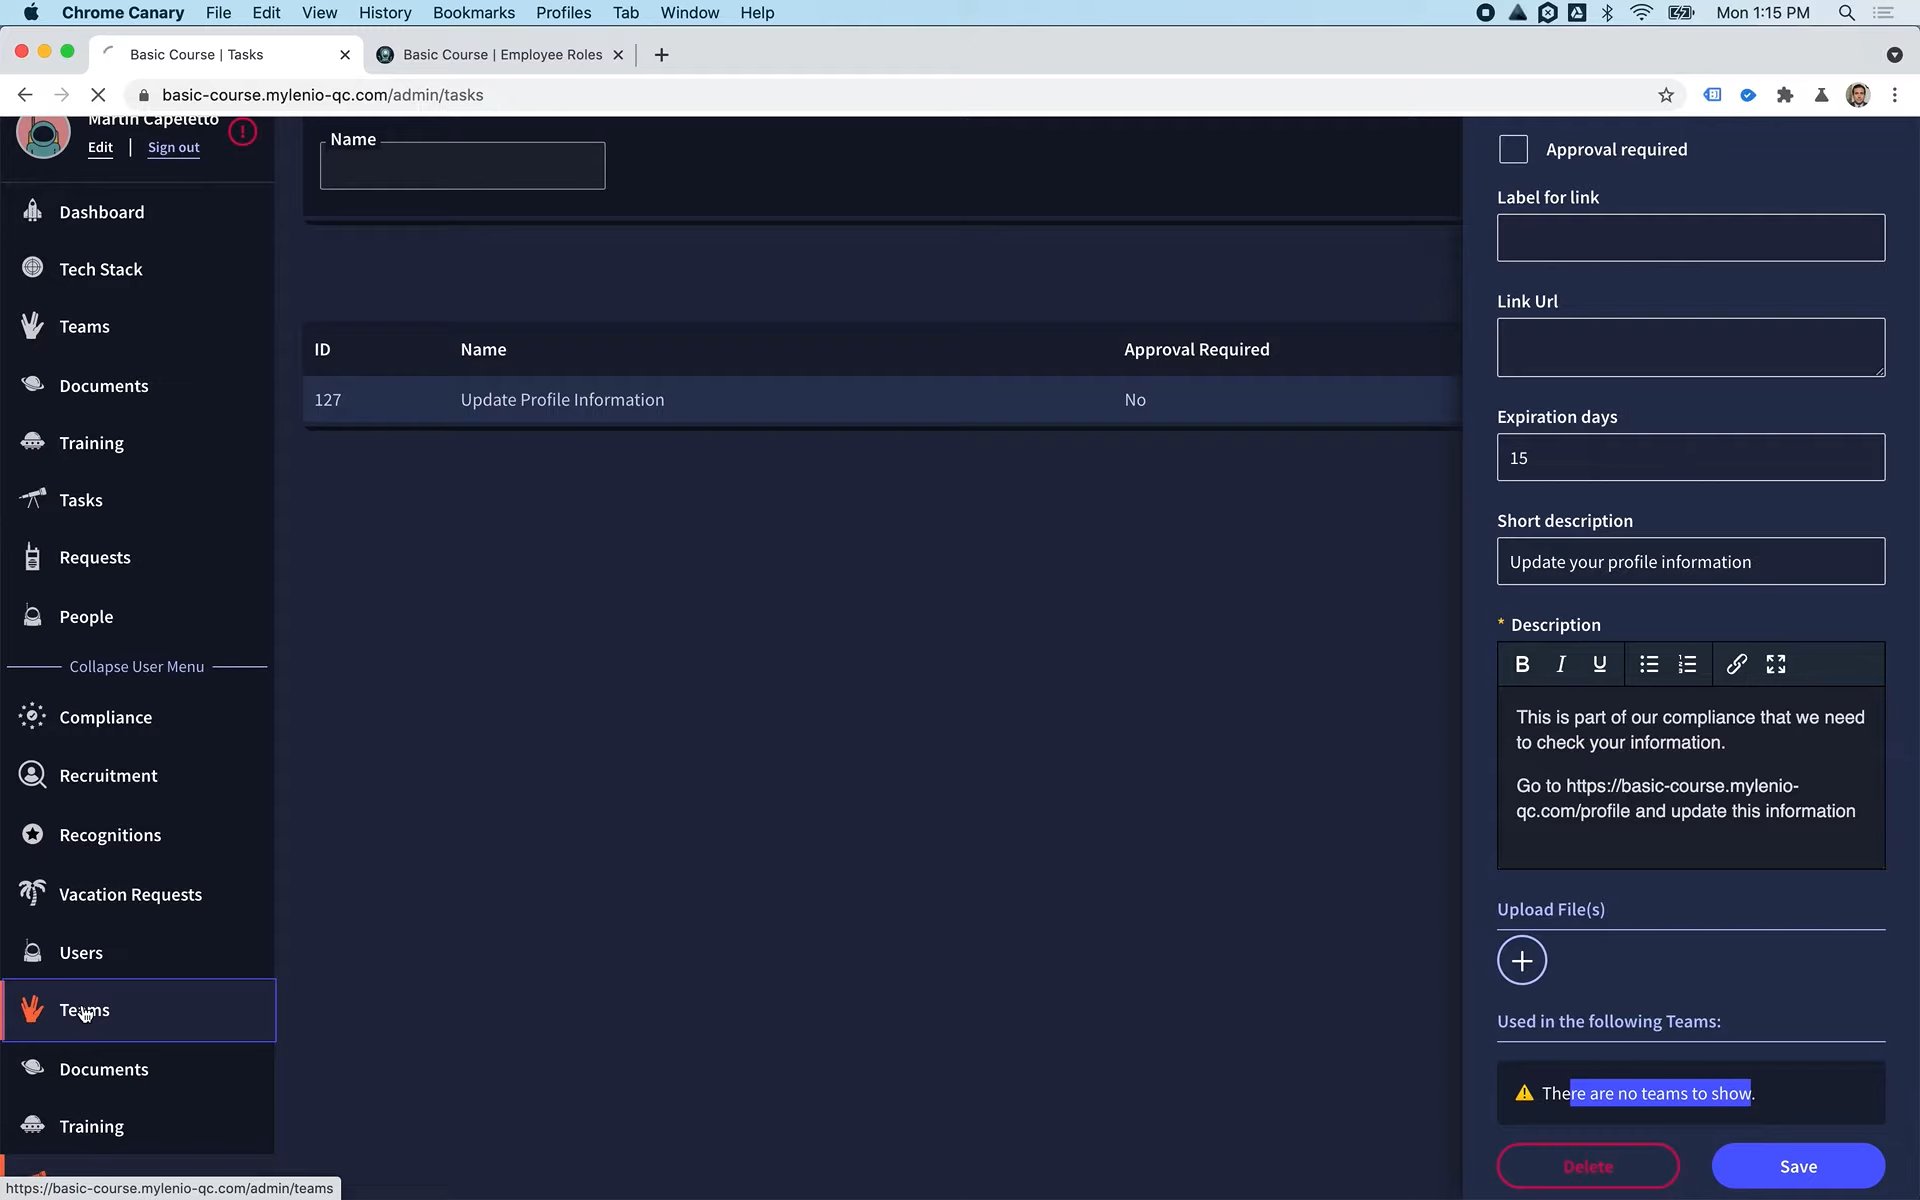 Chrome Canary File Edit View History Bookmarks Profiles Tab Window Help Mon 1:15 PM
Basic Course | Tasks Basic Course | Employee Roles
basic-course.mylenio-qc.com/admin/tasks
Martin Capeletto
Edit | Sign out
Dashboard
Tech Stack
Teams
Documents
Training
Tasks
Requests
People
Collapse User Menu
Compliance
Recruitment
Recognitions
Vacation Requests
Users
Teams
Documents
Training
https://basic-course.mylenio-qc.com/admin/teams
Name
ID Name Approval Required
127 Update Profile Information No
Approval required
Label for link
Link Url
Expiration days
15
Short description
Update your profile information
* Description
B I U
This is part of our compliance that we need
to check your information.
Go to https://basic-course.mylenio-
qc.com/profile and update this information
Upload File(s)
Used in the following Teams:
There are no teams to show.
Delete Save